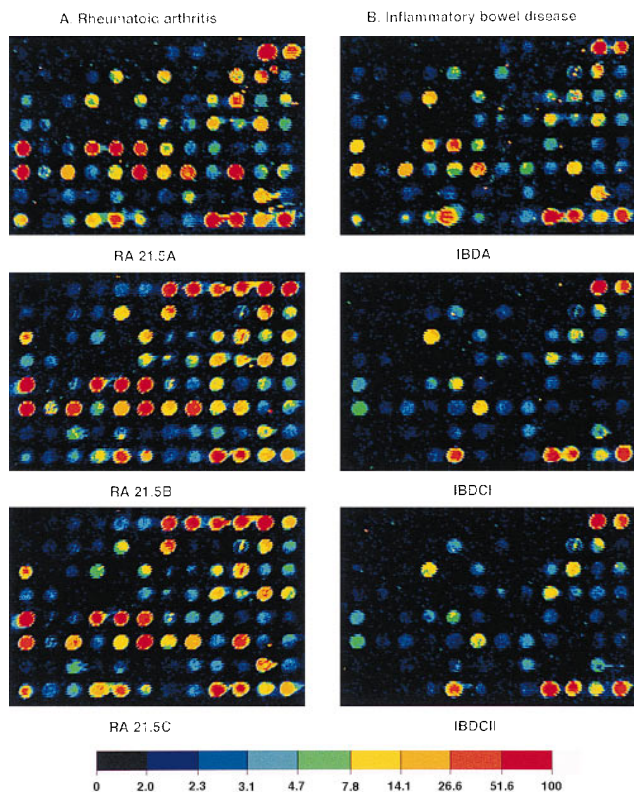 A. Rheumatoid arthritis
B. Inflammatory bowel disease
RA 21.5A
IBDA
RA 21.5B
IBDCI
RA 21.5C
IBDCII
0 2.0 2.3 3.1 4.7 7.8 14.1 26.6 51.6 100